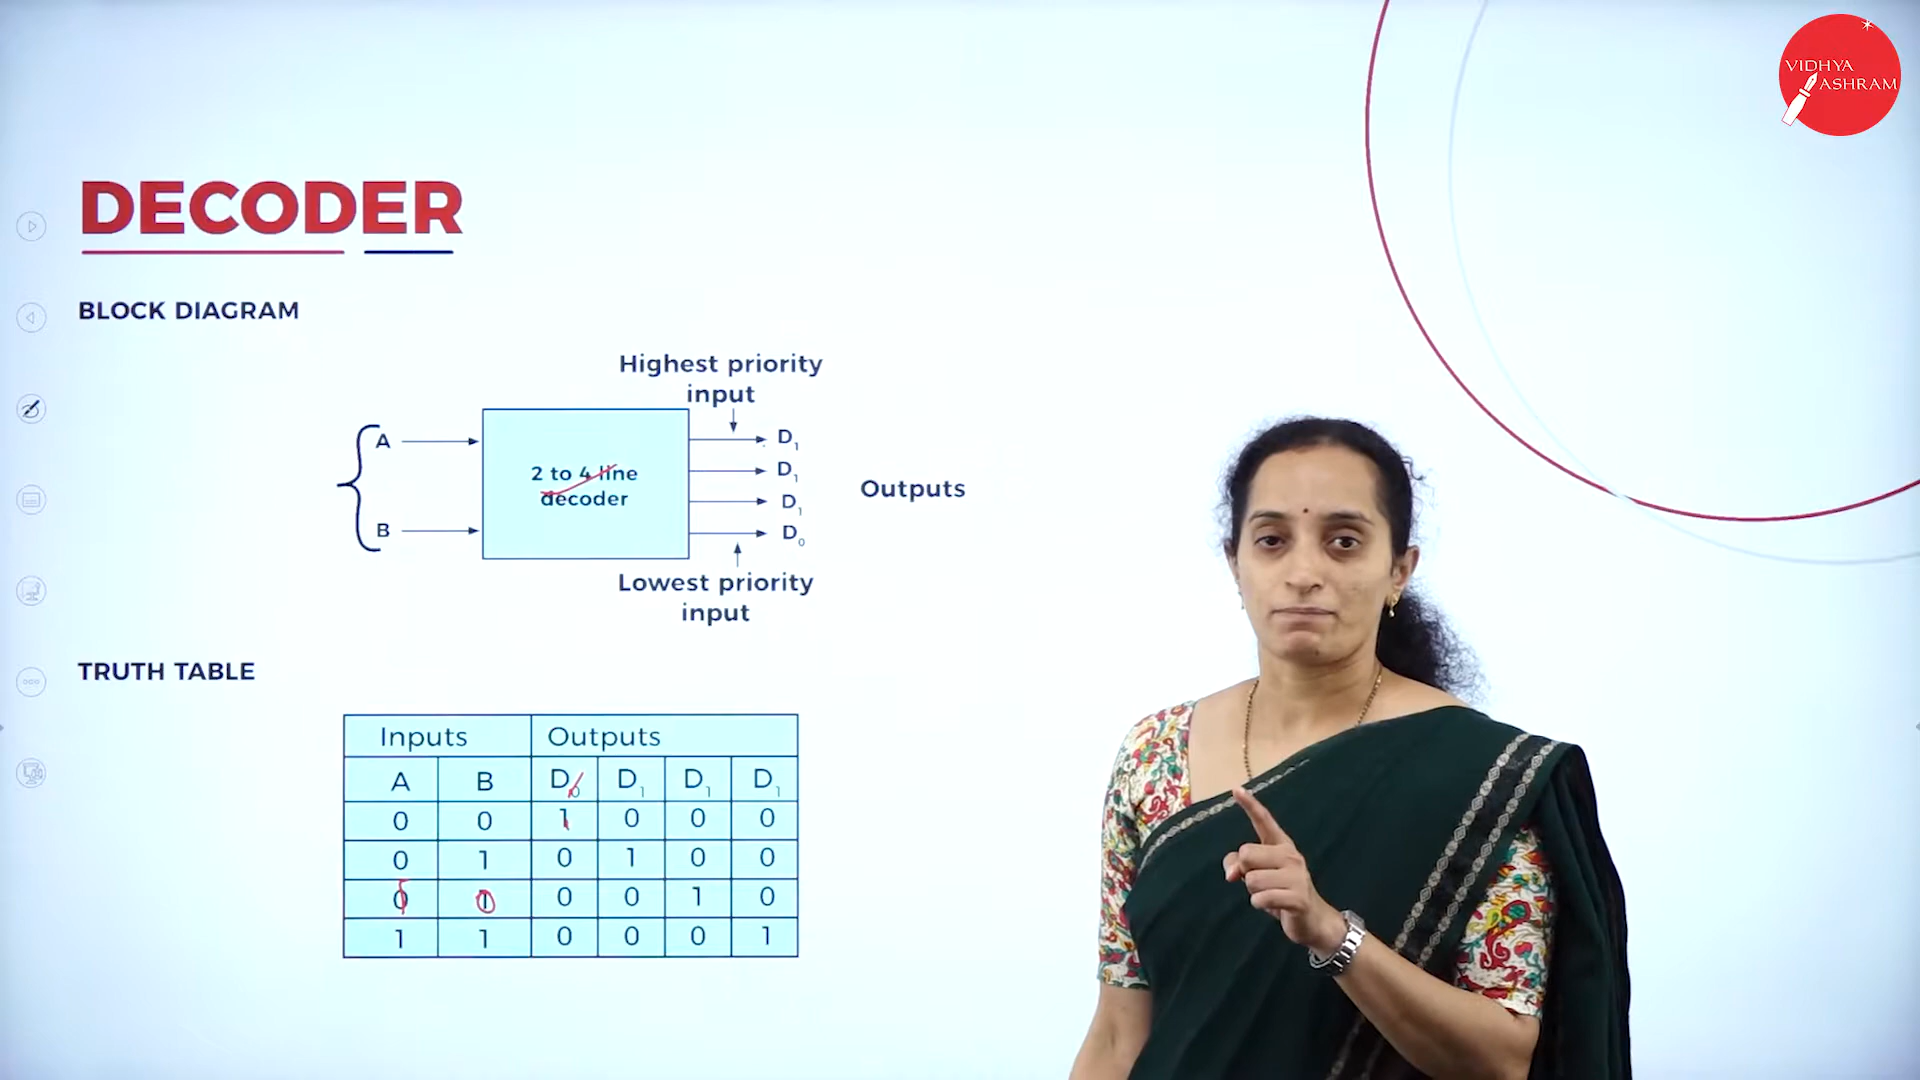 VIDHYA
ASHRAM
DECODER
BLOCK DIAGRAM
Highest priority
input
A
2 to 4 line
decoder
B
D1
D1
D1
D0
Outputs
Lowest priority
input
TRUTH TABLE
Inputs Outputs
A B D0 D1 D1 D1
0 0 1 0 0 0
0 1 0 1 0 0
0 1 0 0 1 0
1 1 0 0 0 1